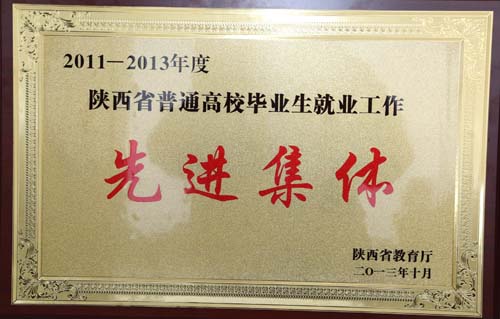 2011—2013年度
陕西省普通高校毕业生就业工作
先进集体
陕西省教育厅
二〇一三年十月